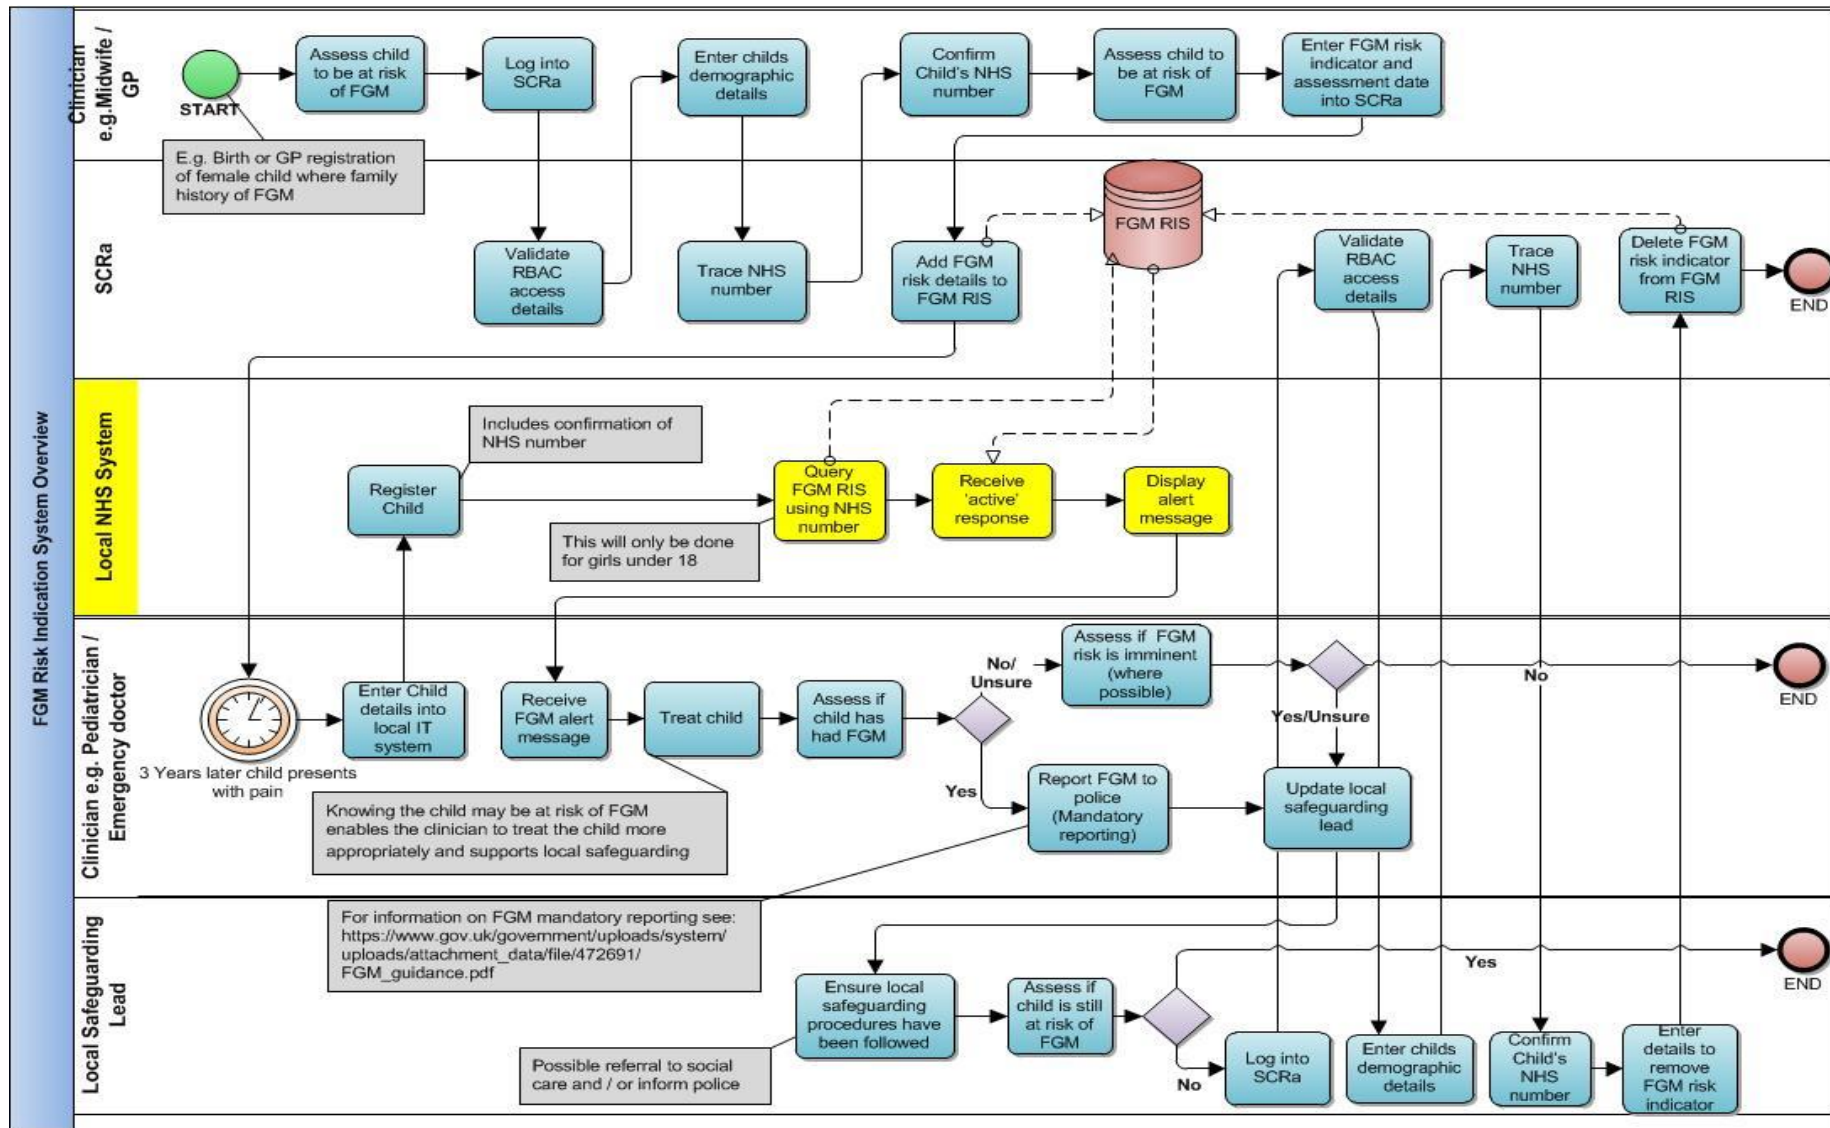 FGM Risk Indication System Overview
Clinician
e.g.Midwife /
GP
START
Assess child
to be at risk
of FGM
Log into
SCRa
Enter childs
demographic
details
Confirm
Child's NHS
number
Assess child to
be at risk of
FGM
Enter FGM risk
indicator and
assessment date
into SCRa
E.g. Birth or GP registration
of female child where family
history of FGM
SCRa
Validate
RBAC
access
details
Trace NHS
number
Add FGM
risk details to
FGM RIS
FGM RIS
Validate
RBAC
access
details
Trace
NHS
number
Delete FGM
risk indicator
from FGM
RIS
END
Local NHS System
Includes confirmation of
NHS number
Register
Child
Query
FGM RIS
using NHS
number
Receive
'active'
response
Display
alert
message
This will only be done
for girls under 18
Clinician e.g. Pediatrician /
Emergency doctor
3 Years later child presents
with pain
Enter Child
details into
local IT
system
Receive
FGM alert
message
Treat child
Assess if
child has
had FGM
No/
Unsure
Assess if FGM
risk is imminent
(where
possible)
No
END
Yes/Unsure
Yes
Report FGM to
police
(Mandatory
reporting)
Update local
safeguarding
lead
Knowing the child may be at risk of FGM
enables the clinician to treat the child more
appropriately and supports local safeguarding
Local Safeguarding
Lead
For information on FGM mandatory reporting see:
https://www.gov.uk/government/uploads/system/
uploads/attachment_data/file/472691/
FGM_guidance.pdf
Ensure local
safeguarding
procedures have
been followed
Assess if
child is still
at risk of
FGM
Yes
END
Possible referral to social
care and / or inform police
No
Log into
SCRa
Enter childs
demographic
details
Confirm
Child's
NHS
number
Enter
details to
remove
FGM risk
indicator